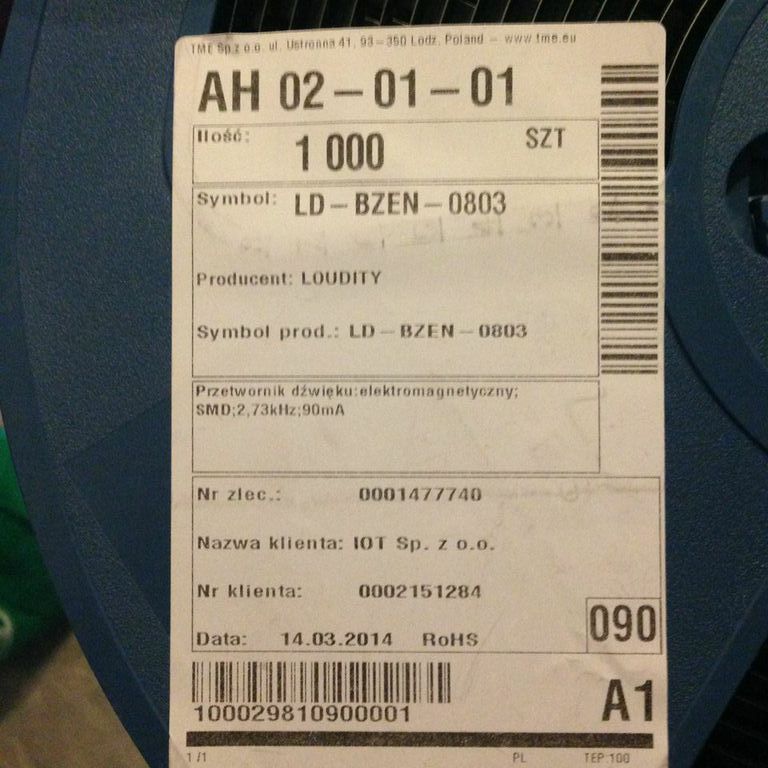 TME Sp.z o.o. ul. Ustronna 41, 93-350 Lodz, Poland - www.tme.eu
AH 02-01-01
Ilość: 1 000 SZT
Symbol: LD-BZEN-0803
Producent: LOUDITY
Symbol prod.: LD-BZEN-0803
Przetwornik dźwięku:elektromagnetyczny;
SMD;2,73kHz;90mA
Nr zlec.: 0001477740
Nazwa klienta: IOT Sp. z o.o.
Nr klienta: 0002151284
090
Data: 14.03.2014 RoHS
A1
100029810900001
1/1 PL TEP:100